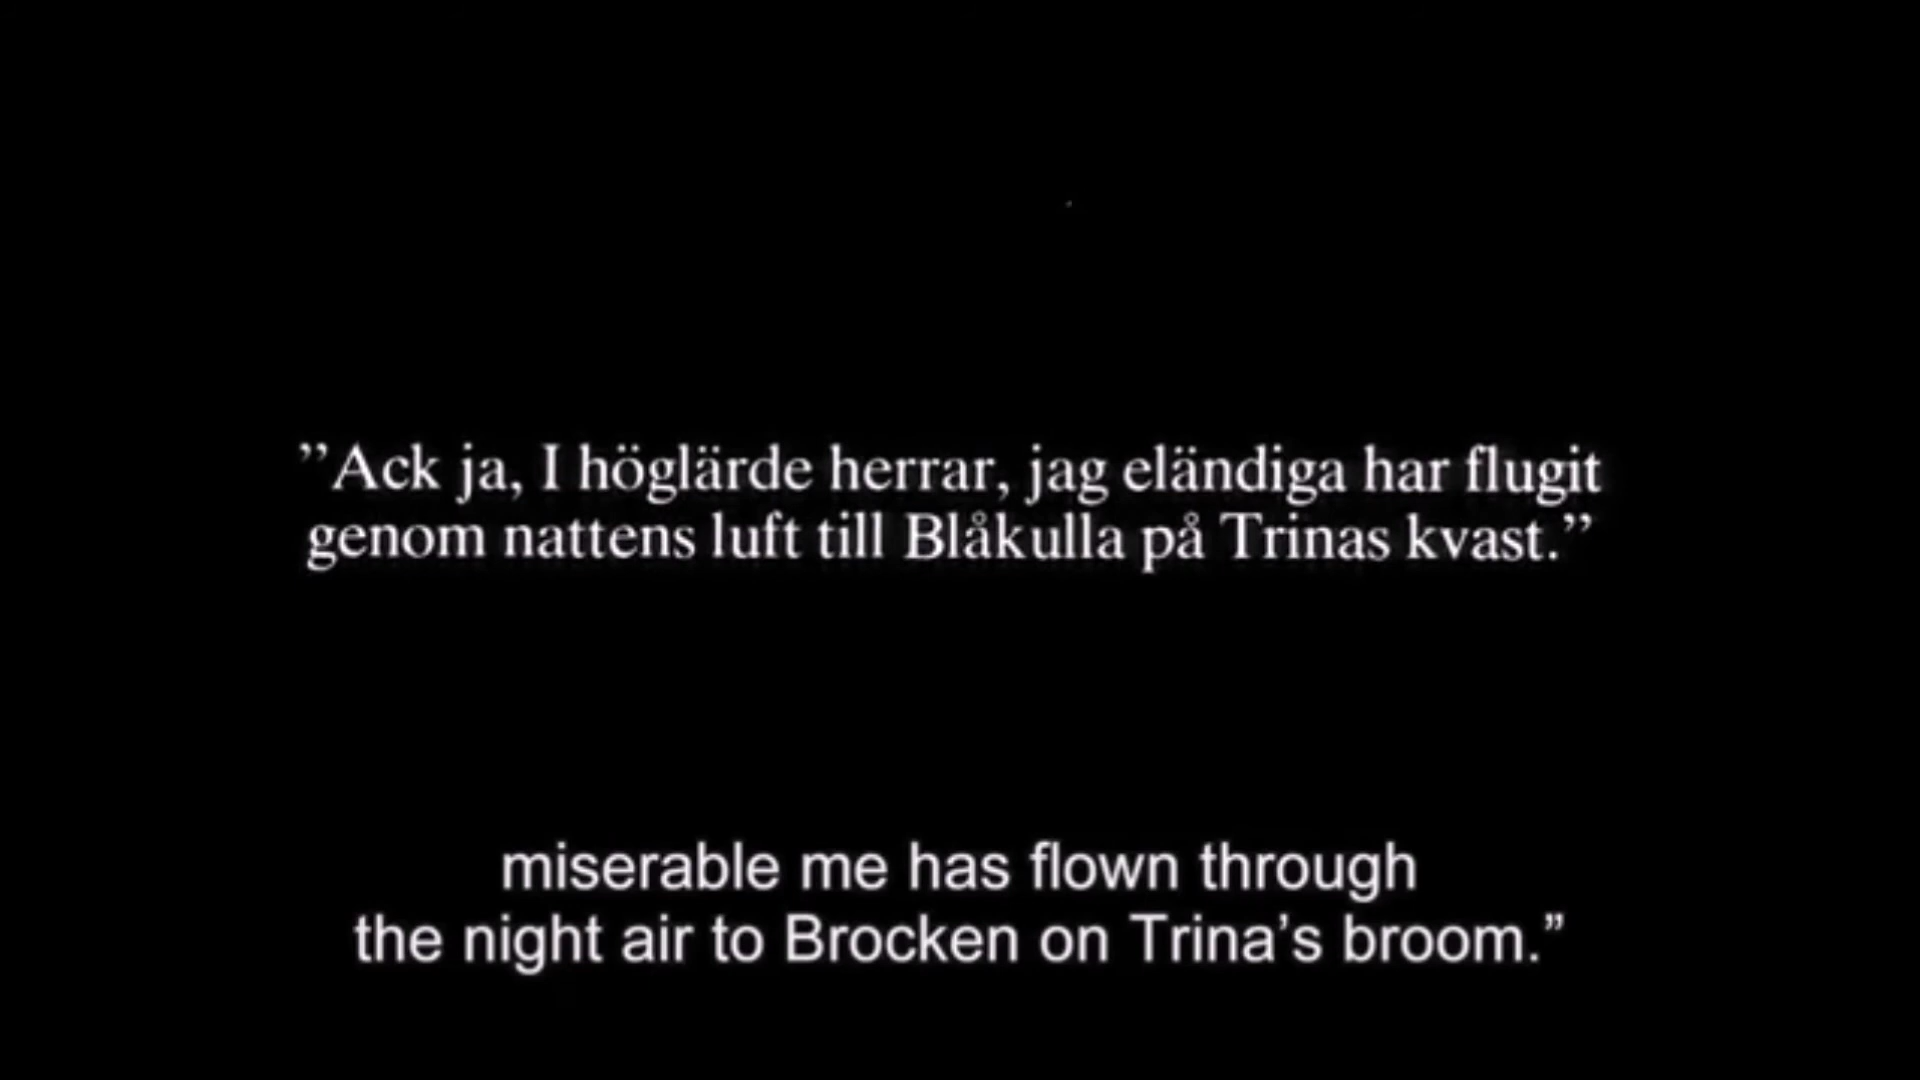 ”Ack ja, I höglärde herrar, jag eländiga har flugit
genom nattens luft till Blåkulla på Trinas kvast.”
miserable me has flown through
the night air to Brocken on Trina’s broom.”